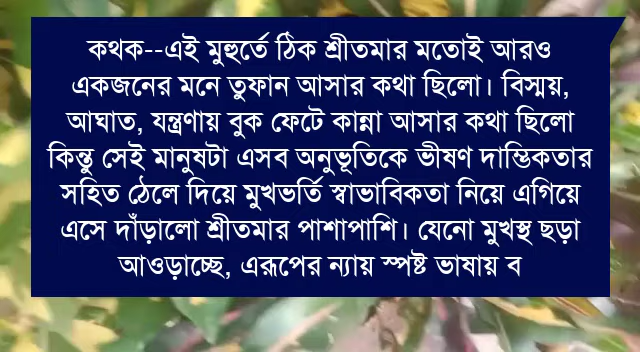 কথক--এই মুহুর্তে ঠিক শ্রীতমার মতোই আরও
একজনের মনে তুফান আসার কথা ছিলো। বিস্ময়,
আঘাত, যন্ত্রণায় বুক ফেটে কান্না আসার কথা ছিলো
কিন্তু সেই মানুষটা এসব অনুভূতিকে ভীষণ দাম্ভিকতার
সহিত ঠেলে দিয়ে মুখভর্তি স্বাভাবিকতা নিয়ে এগিয়ে
এসে দাঁড়ালো শ্রীতমার পাশাপাশি। যেনো মুখস্থ ছড়া
আওড়াচ্ছে, এরূপের ন্যায় স্পষ্ট ভাষায় ব